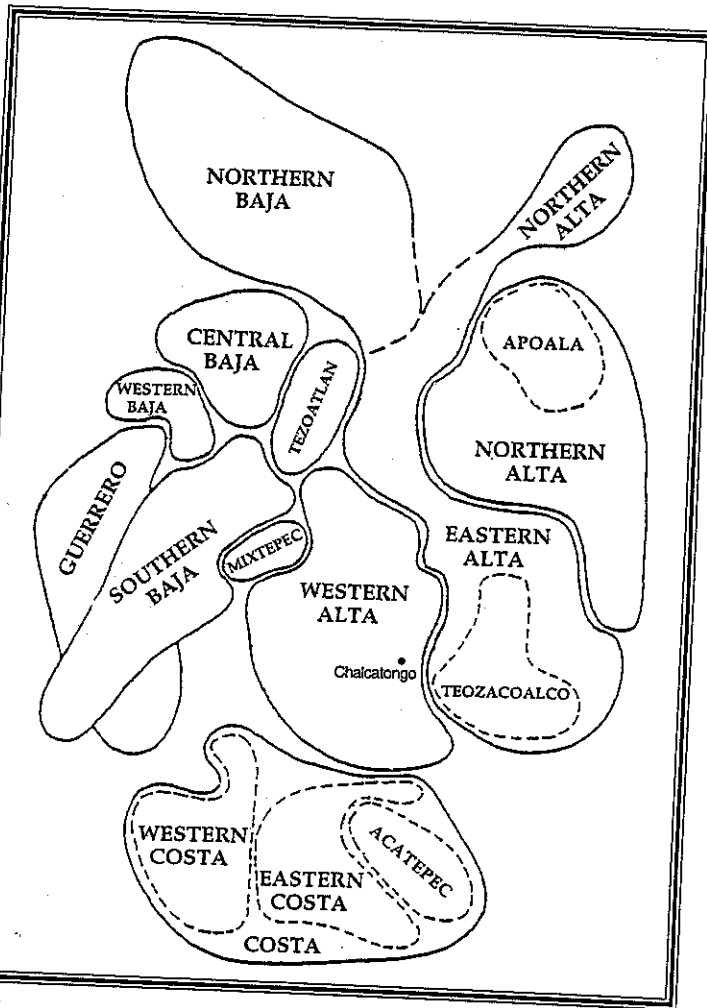 NORTHERN
BAJA
NORTHERN
ALTA
CENTRAL
BAJA
APOALA
WESTERN
BAJA
TEZOATLAN
NORTHERN
ALTA
GUERRERO
SOUTHERN
BAJA
MIXTEPEC
EASTERN
ALTA
WESTERN
ALTA
Chalcatongo
TEOZACOALCO
WESTERN
COSTA
EASTERN
COSTA
ACATEPEC
COSTA